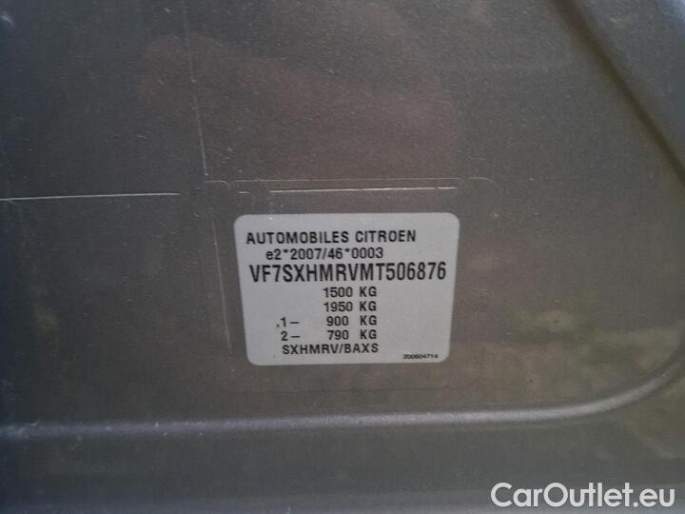 AUTOMOBILES CITROEN
e2*2007/46*0003
VF7SXHMRVMT506876
1500 KG
1950 KG
1– 900 KG
2– 790 KG
SXHMRV/BAXS
200604714
CarOutlet.eu